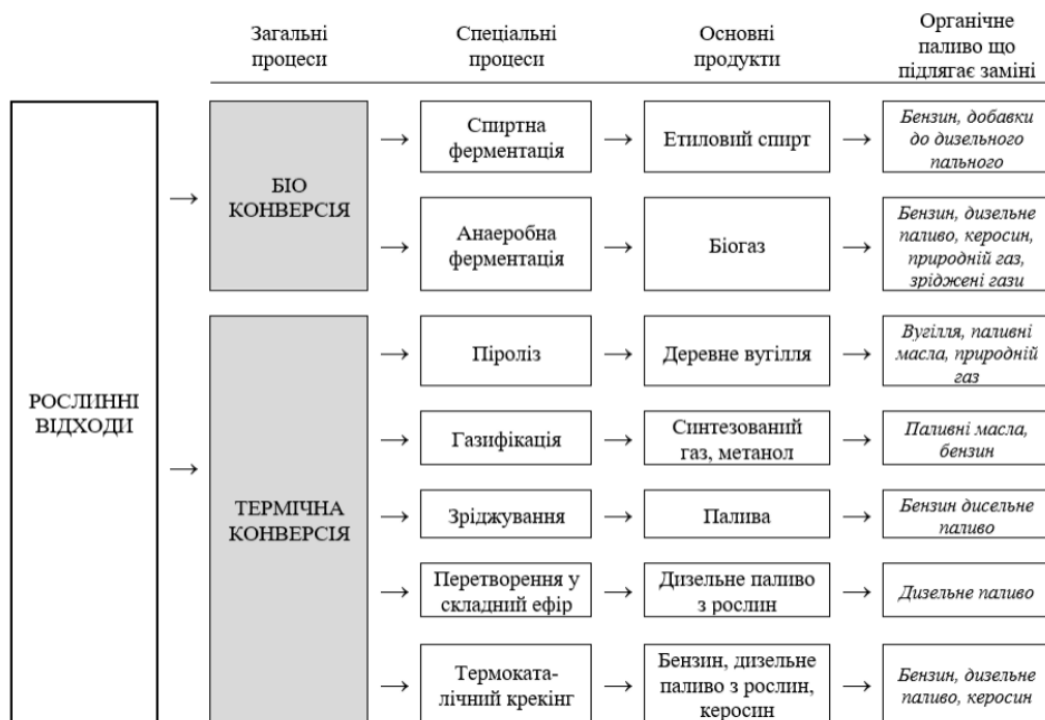 Загальні
процеси
Спеціальні
процеси
Основні
продукти
Органічне
паливо що
підлягає заміні
РОСЛИННІ
ВІДХОДИ
БІО
КОНВЕРСІЯ
Спиртна
ферментація
Етиловий спирт
Бензин, добавки
до дизельного
пального
Анаеробна
ферментація
Біогаз
Бензин, дизельне
паливо, керосин,
природній газ,
зріджені гази
ТЕРМІЧНА
КОНВЕРСІЯ
Піроліз
Деревне вугілля
Вугілля, паливні
масла, природній
газ
Газифікація
Синтезований
газ, метанол
Паливні масла,
бензин
Зріджування
Палива
Бензин дисельне
паливо
Перетворення у
складний ефір
Дизельне паливо
з рослин
Дизельне паливо
Термоката-
лічний крекінг
Бензин, дизельне
паливо з рослин,
керосин
Бензин, дизельне
паливо, керосин